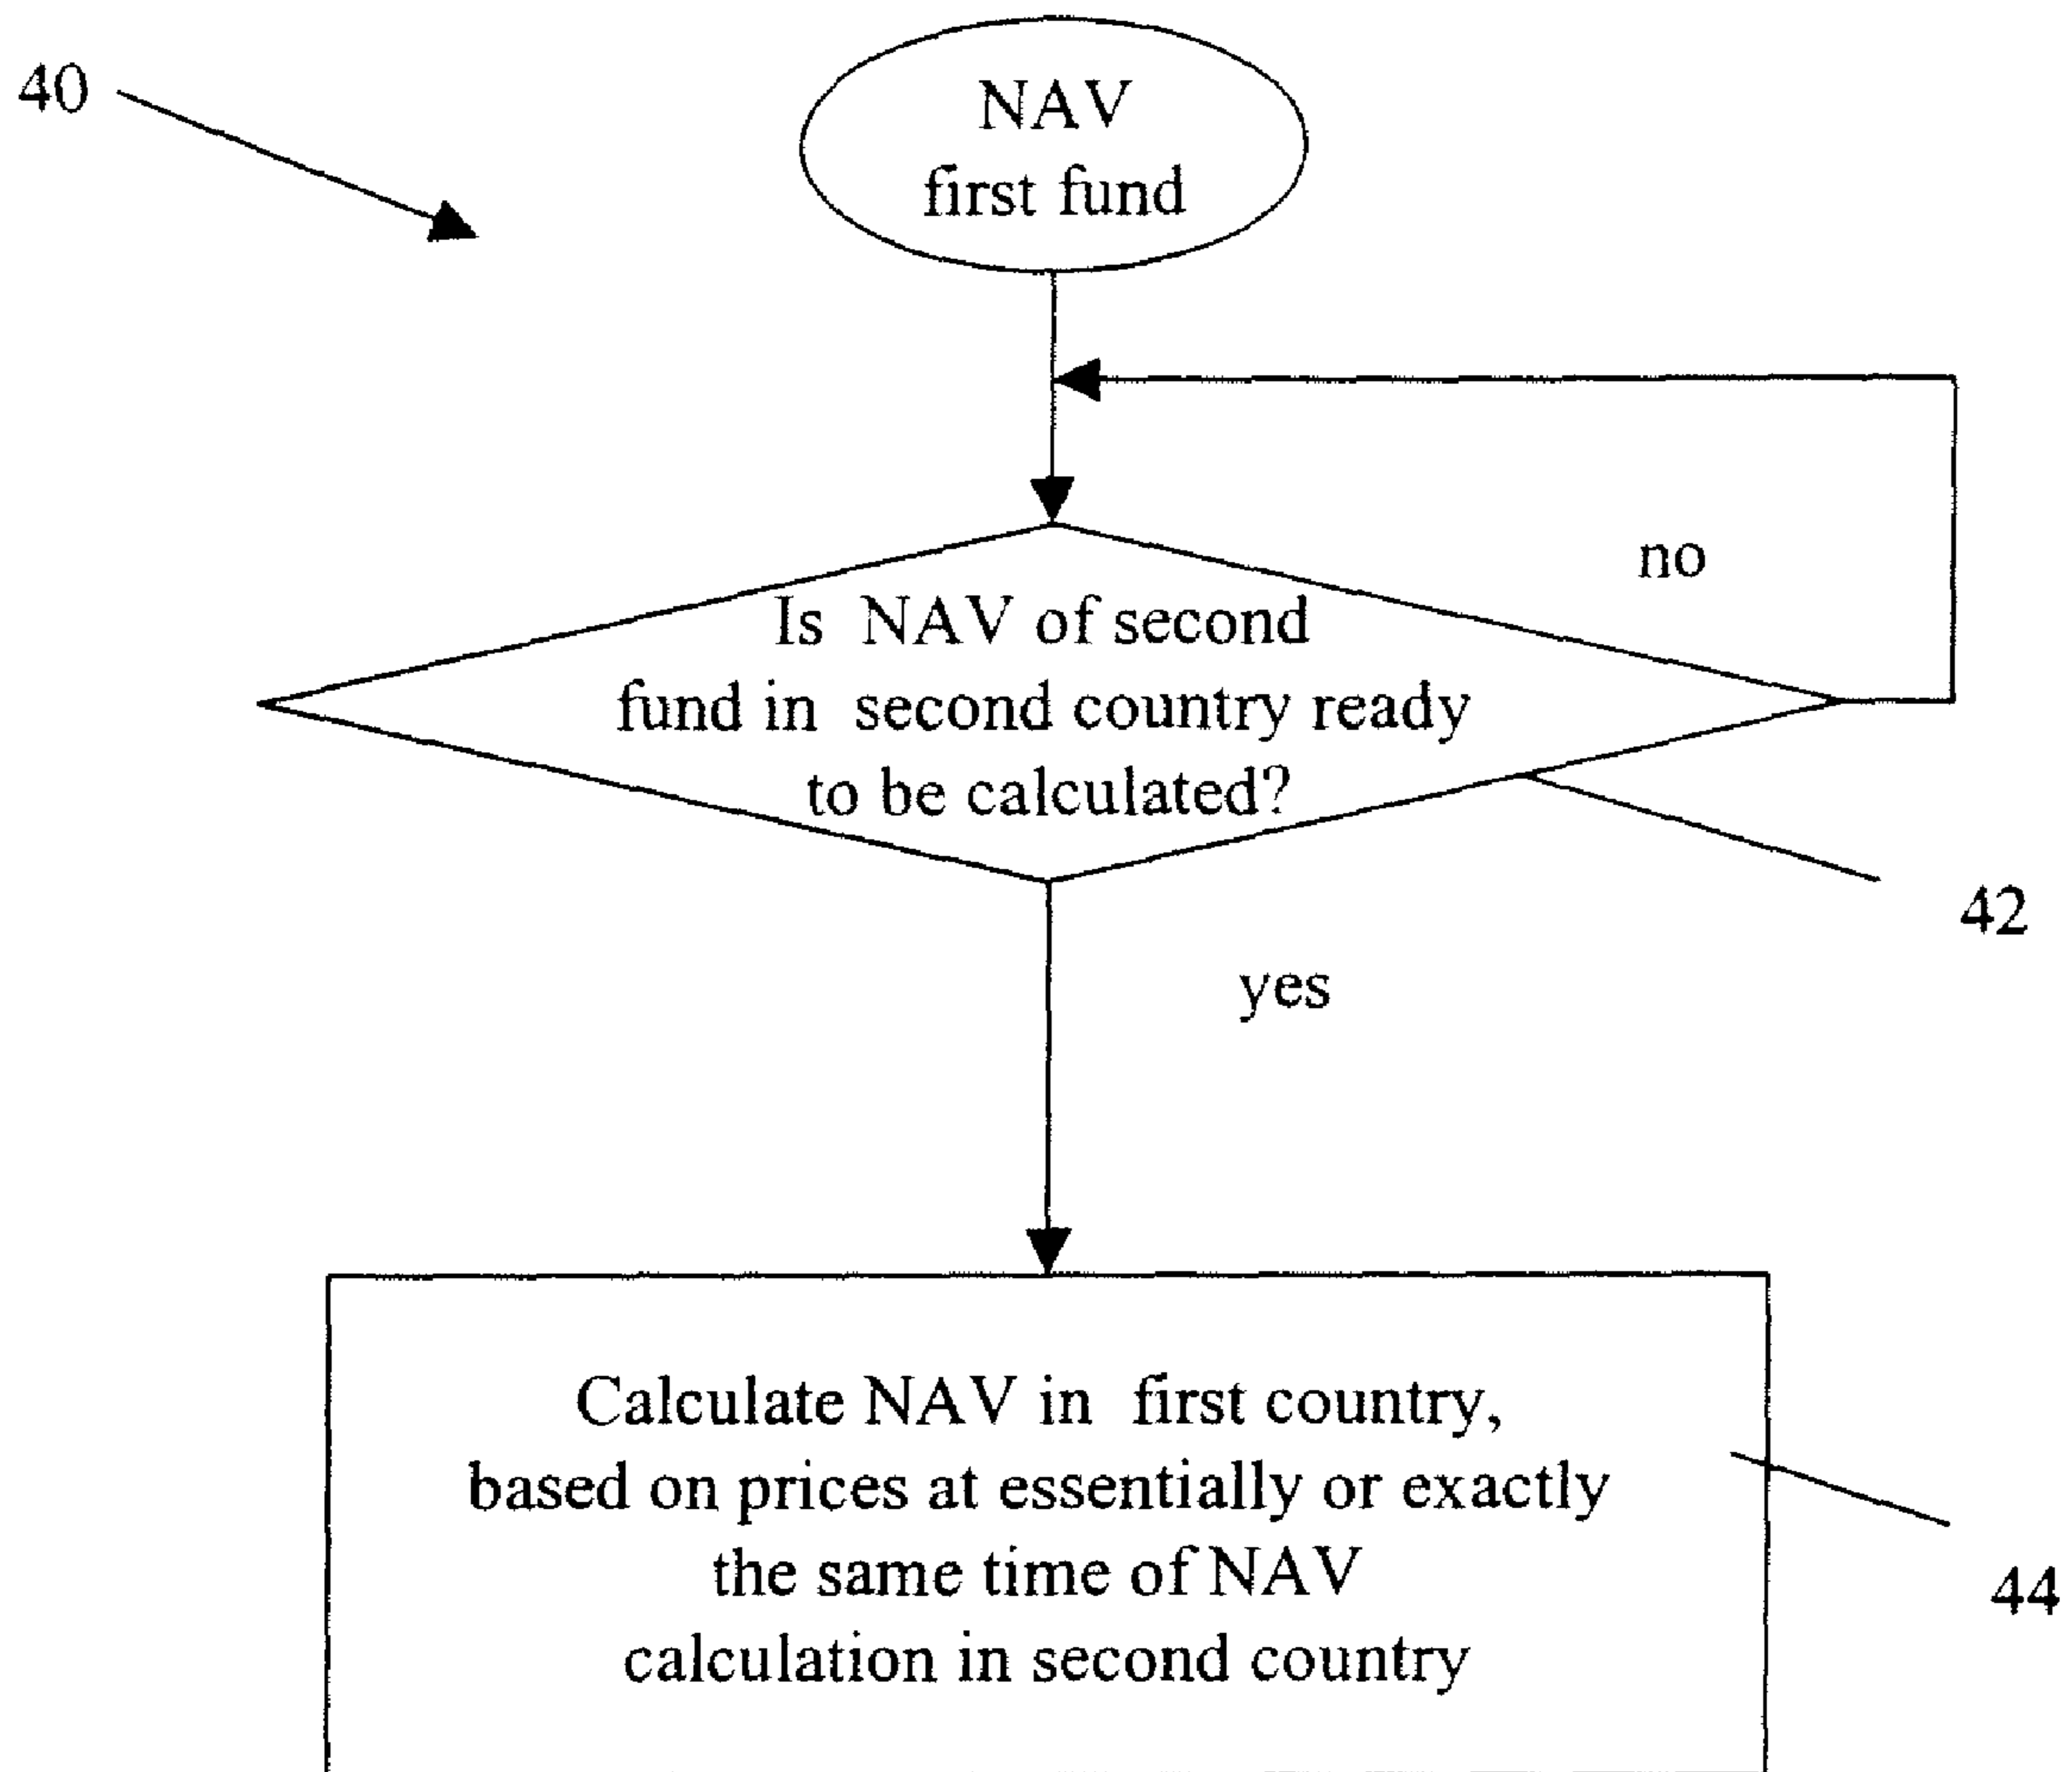 40
NAV
first fund
no
Is NAV of second
fund in second country ready
to be calculated?
42
yes
Calculate NAV in first country,
based on prices at essentially or exactly
the same time of NAV
calculation in second country
44